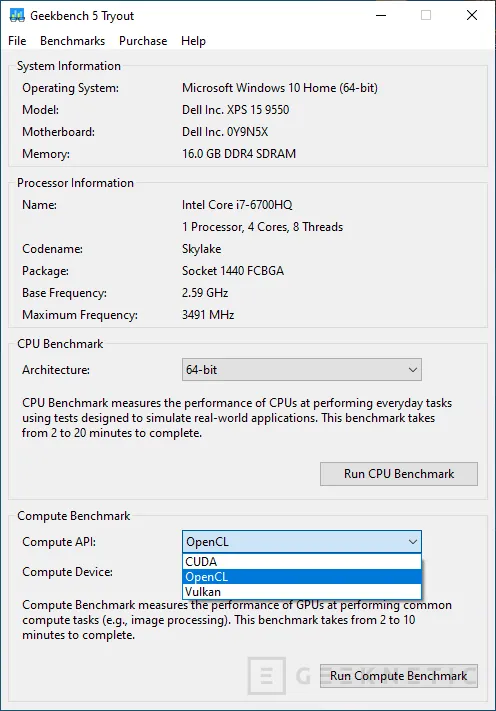 Geekbench 5 Tryout
File Benchmarks Purchase Help
System Information
Operating System: Microsoft Windows 10 Home (64-bit)
Model: Dell Inc. XPS 15 9550
Motherboard: Dell Inc. 0Y9N5X
Memory: 16.0 GB DDR4 SDRAM
Processor Information
Name: Intel Core i7-6700HQ
1 Processor, 4 Cores, 8 Threads
Codename: Skylake
Package: Socket 1440 FCBGA
Base Frequency: 2.59 GHz
Maximum Frequency: 3491 MHz
CPU Benchmark
Architecture: 64-bit
CPU Benchmark measures the performance of CPUs at performing everyday tasks
using tests designed to simulate real-world applications. This benchmark takes
from 2 to 20 minutes to complete.
Run CPU Benchmark
Compute Benchmark
Compute API: OpenCL
CUDA
Compute Device: OpenCL
Vulkan
Compute Benchmark measures the performance of GPUs at performing common
compute tasks (e.g., image processing). This benchmark takes from 2 to 10
minutes to complete.
GEEKNETIC
Run Compute Benchmark